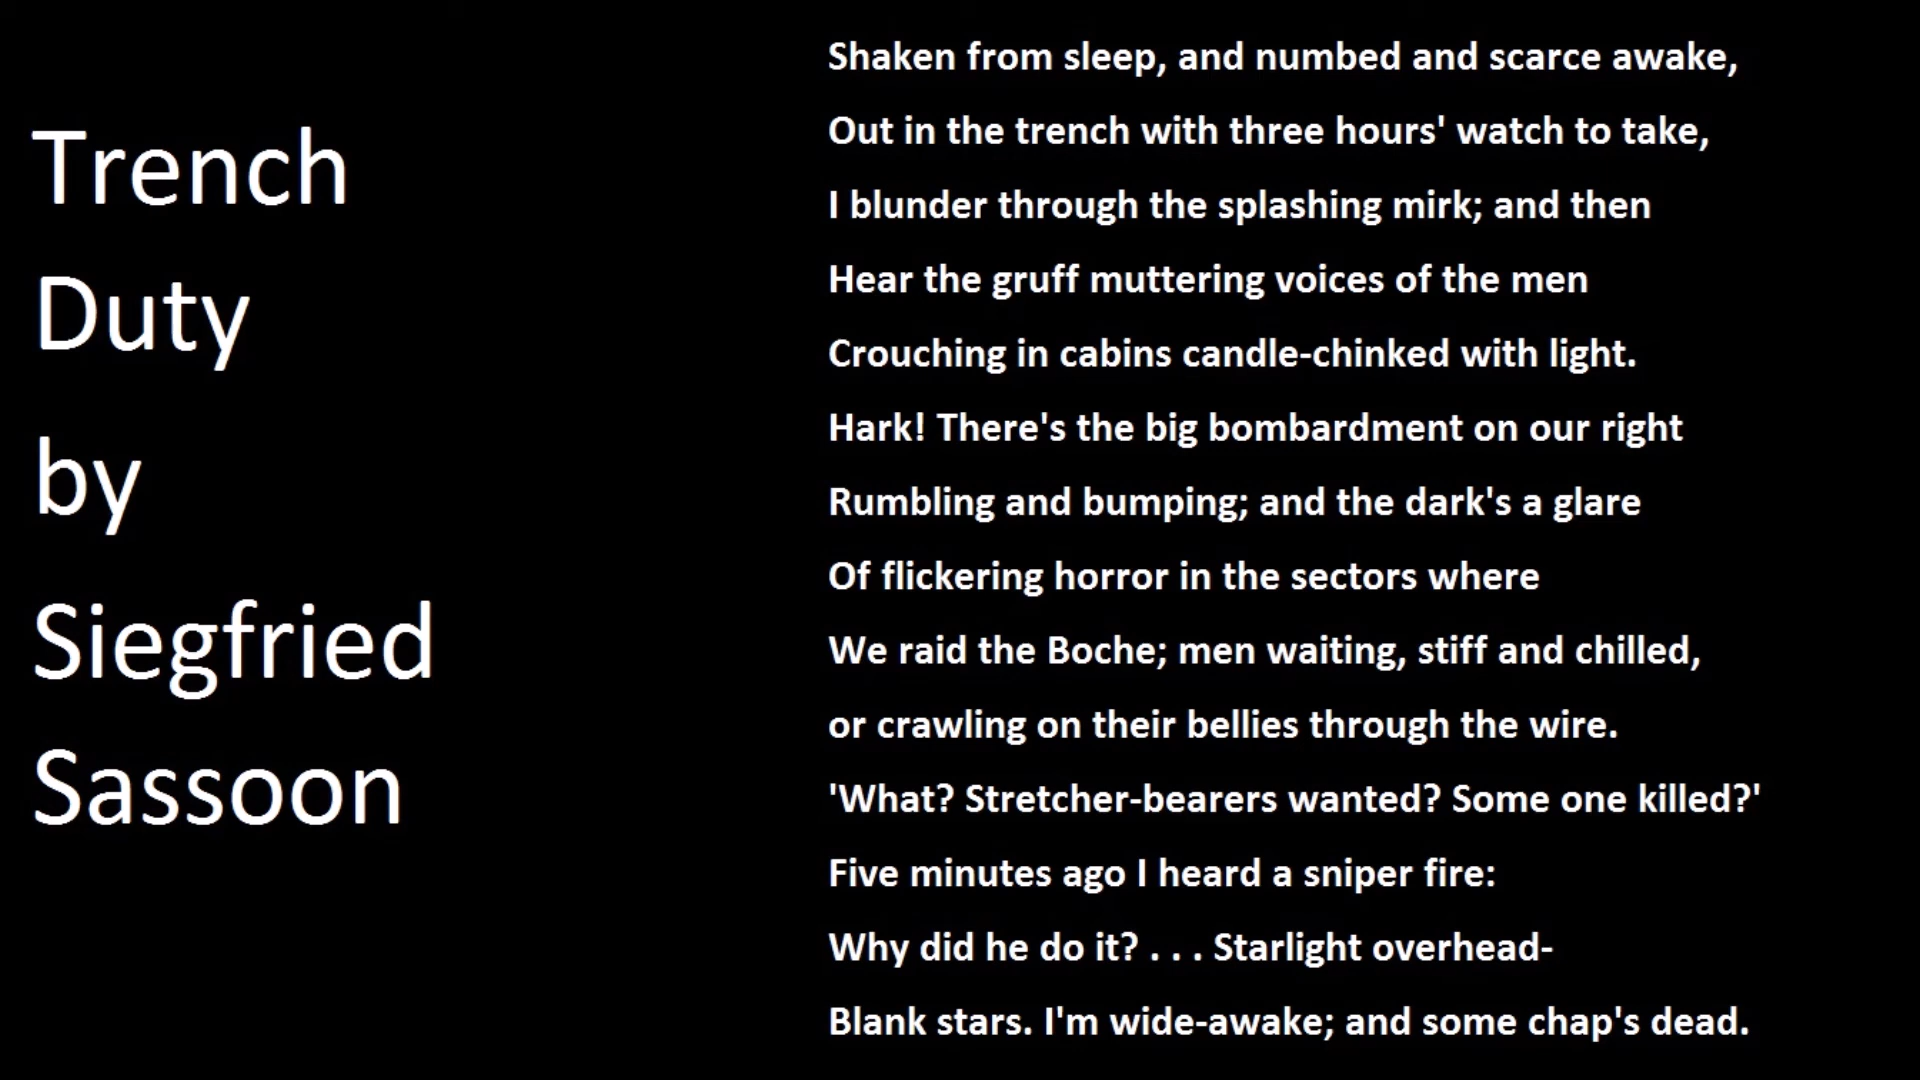 Trench
Duty
by
Siegfried
Sassoon
Shaken from sleep, and numbed and scarce awake,
Out in the trench with three hours' watch to take,
I blunder through the splashing mirk; and then
Hear the gruff muttering voices of the men
Crouching in cabins candle-chinked with light.
Hark! There's the big bombardment on our right
Rumbling and bumping; and the dark's a glare
Of flickering horror in the sectors where
We raid the Boche; men waiting, stiff and chilled,
or crawling on their bellies through the wire.
'What? Stretcher-bearers wanted? Some one killed?'
Five minutes ago I heard a sniper fire:
Why did he do it? . . . Starlight overhead-
Blank stars. I'm wide-awake; and some chap's dead.